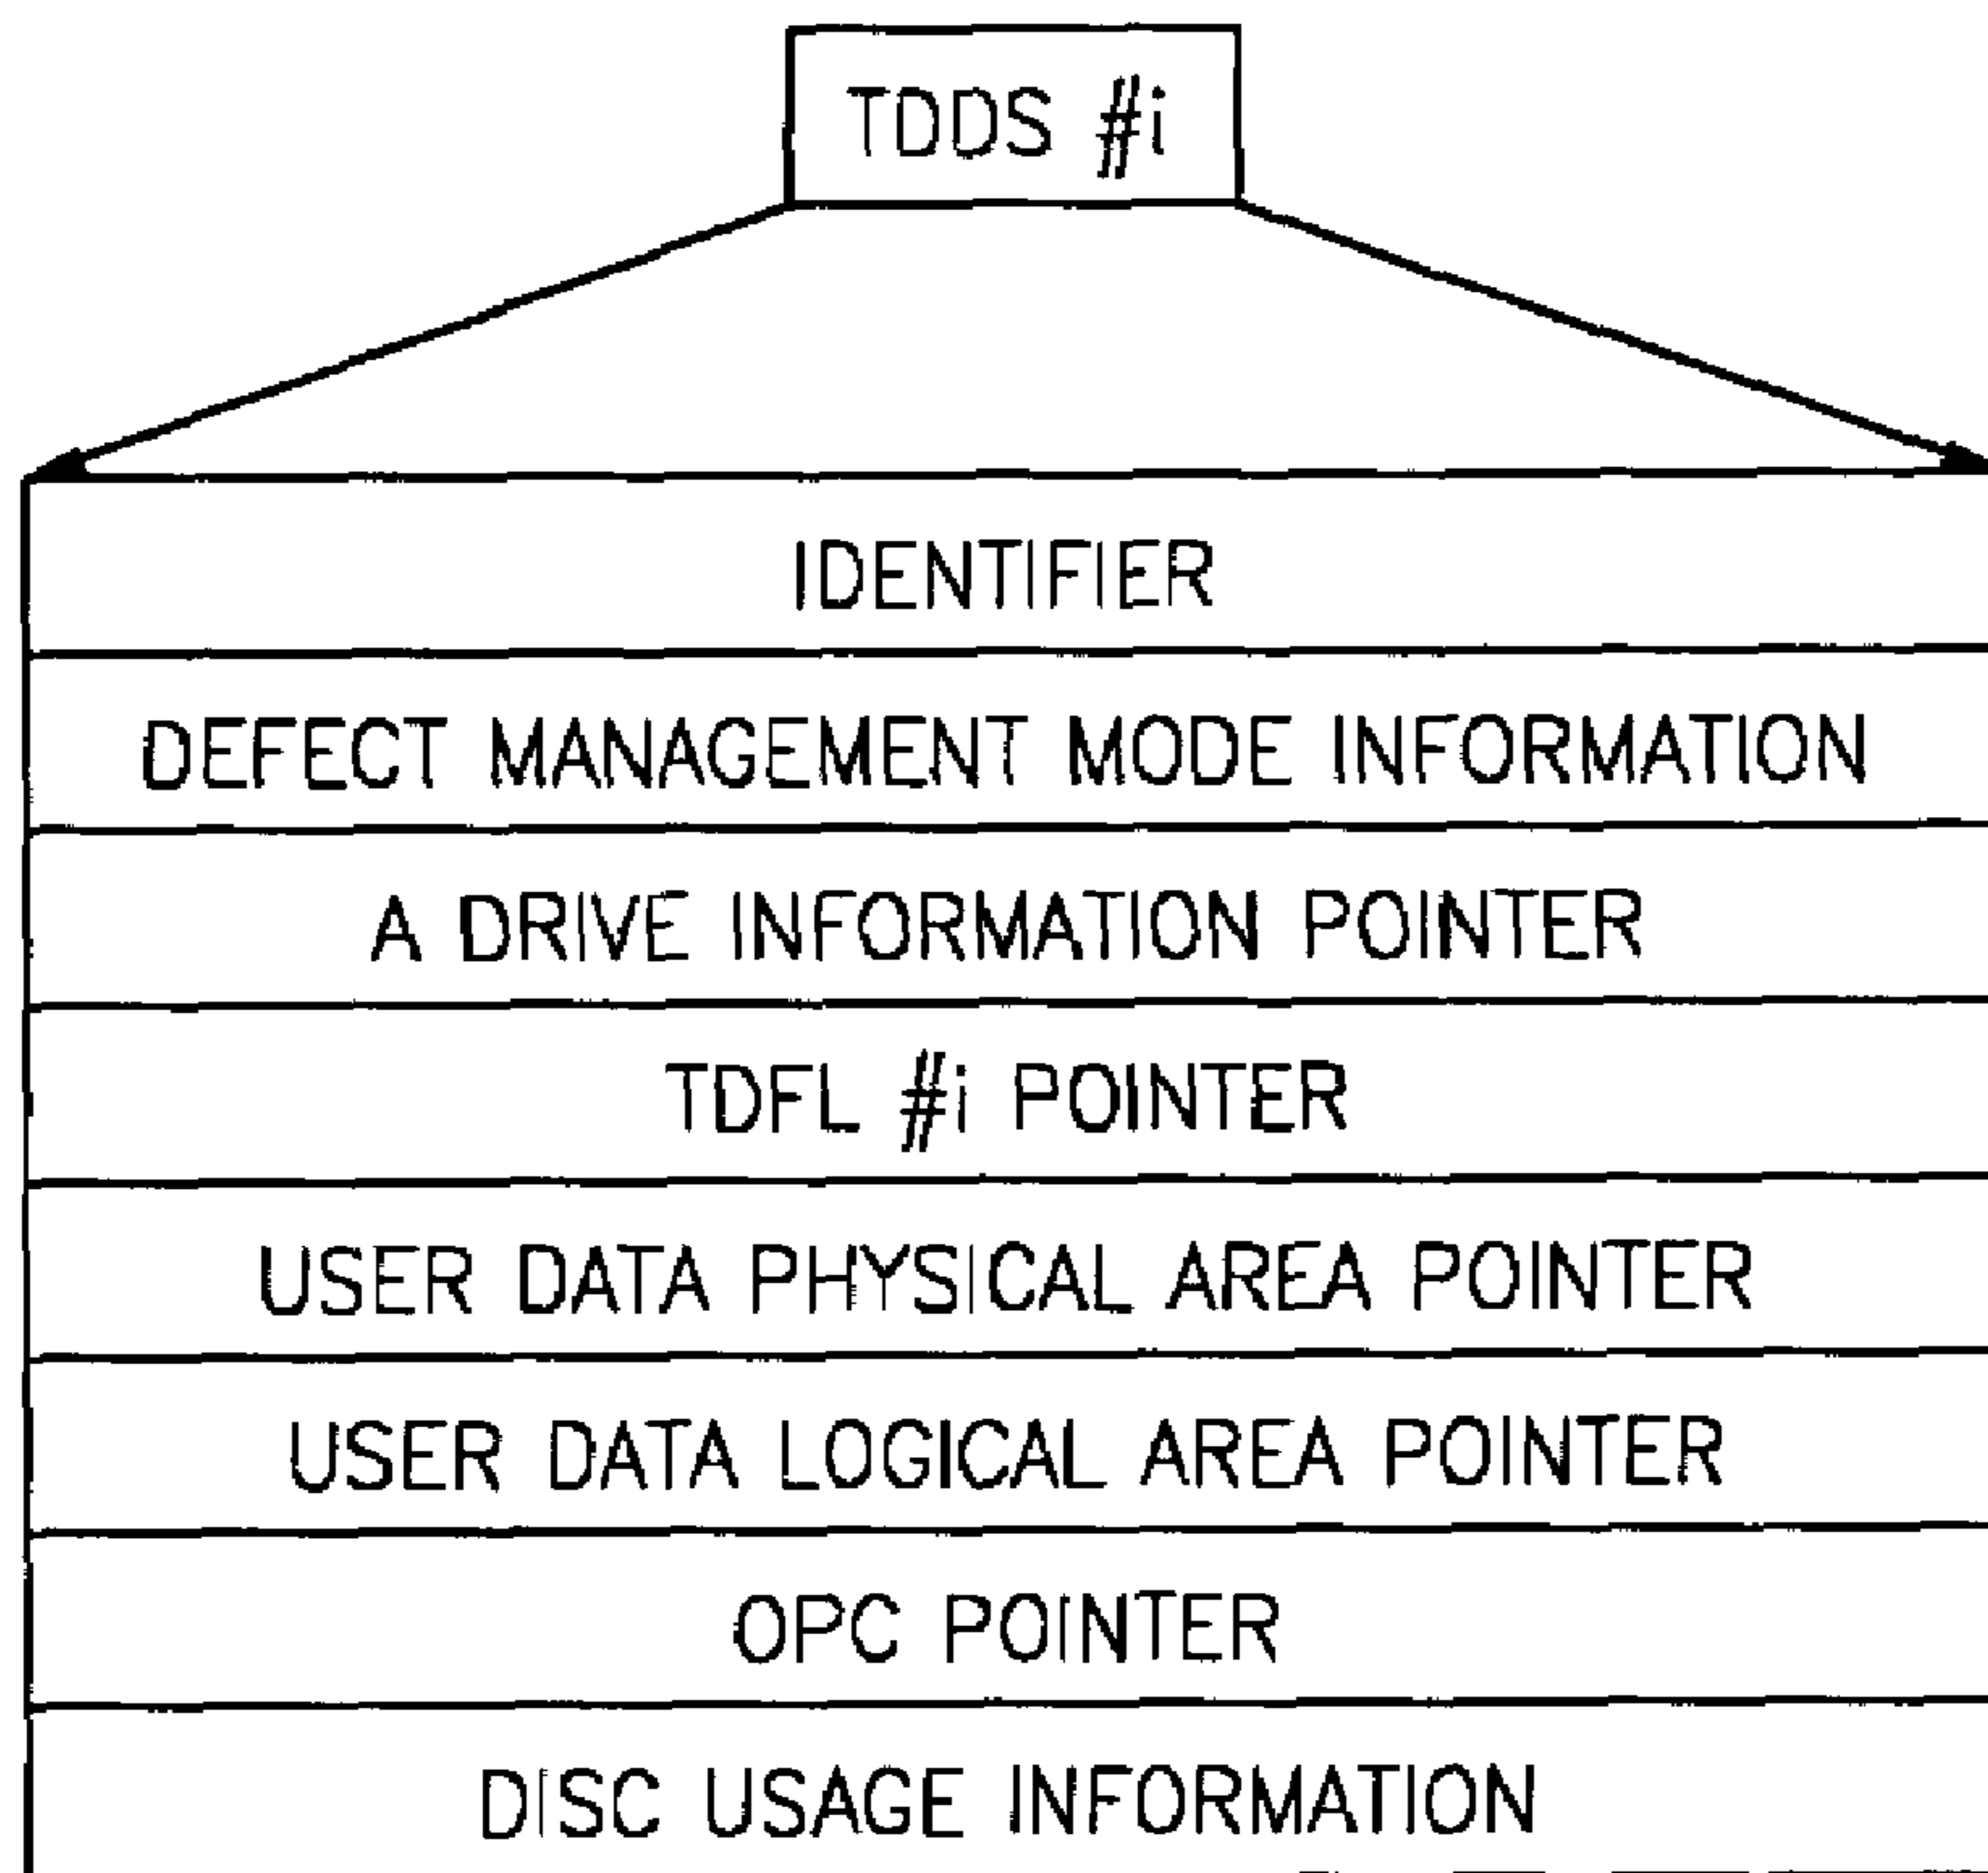 TDDS #i
IDENTIFIER
DEFECT MANAGEMENT MODE INFORMATION
A DRIVE INFORMATION POINTER
TDFL #i POINTER
USER DATA PHYSICAL AREA POINTER
USER DATA LOGICAL AREA POINTER
OPC POINTER
DISC USAGE INFORMATION